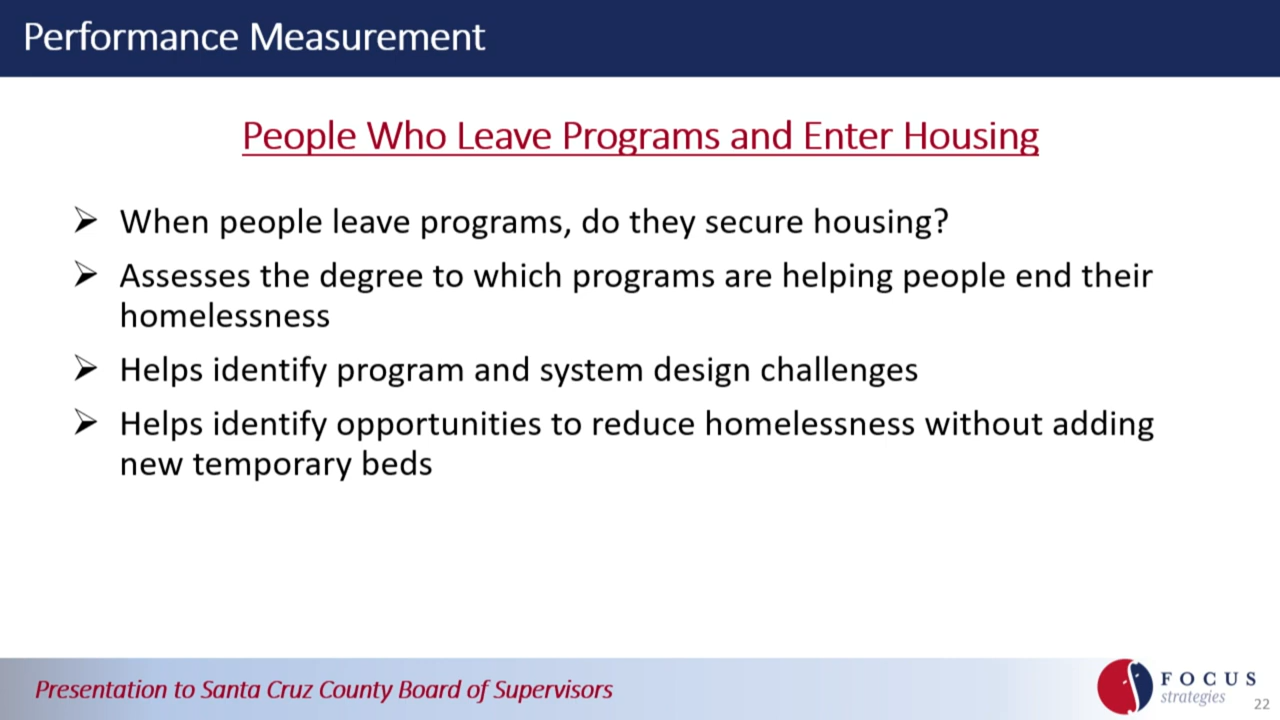 Performance Measurement
People Who Leave Programs and Enter Housing
When people leave programs, do they secure housing?
Assesses the degree to which programs are helping people end their
homelessness
Helps identify program and system design challenges
Helps identify opportunities to reduce homelessness without adding
new temporary beds
Presentation to Santa Cruz County Board of Supervisors
FOCUS
strategies
22